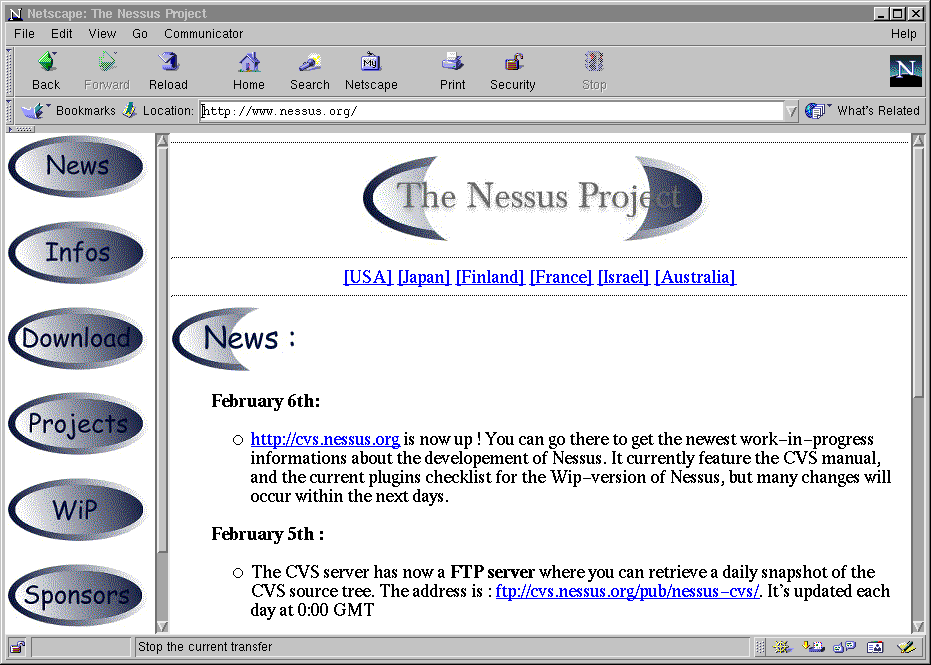 Netscape: The Nessus Project
File Edit View Go Communicator Help
Back Forward Reload Home Search Netscape Print Security Stop
My
N
Bookmarks Location: http://www.nessus.org/ What's Related
News
Infos
Download
Projects
WiP
Sponsors
The Nessus Project
[USA] [Japan] [Finland] [France] [Israel] [Australia]
News :
February 6th:
http://cvs.nessus.org is now up ! You can go there to get the newest work-in-progress
informations about the developement of Nessus. It currently feature the CVS manual,
and the current plugins checklist for the Wip-version of Nessus, but many changes will
occur within the next days.
February 5th :
The CVS server has now a FTP server where you can retrieve a daily snapshot of the
CVS source tree. The address is : ftp://cvs.nessus.org/pub/nessus-cvs/. It's updated each
day at 0:00 GMT
Stop the current transfer